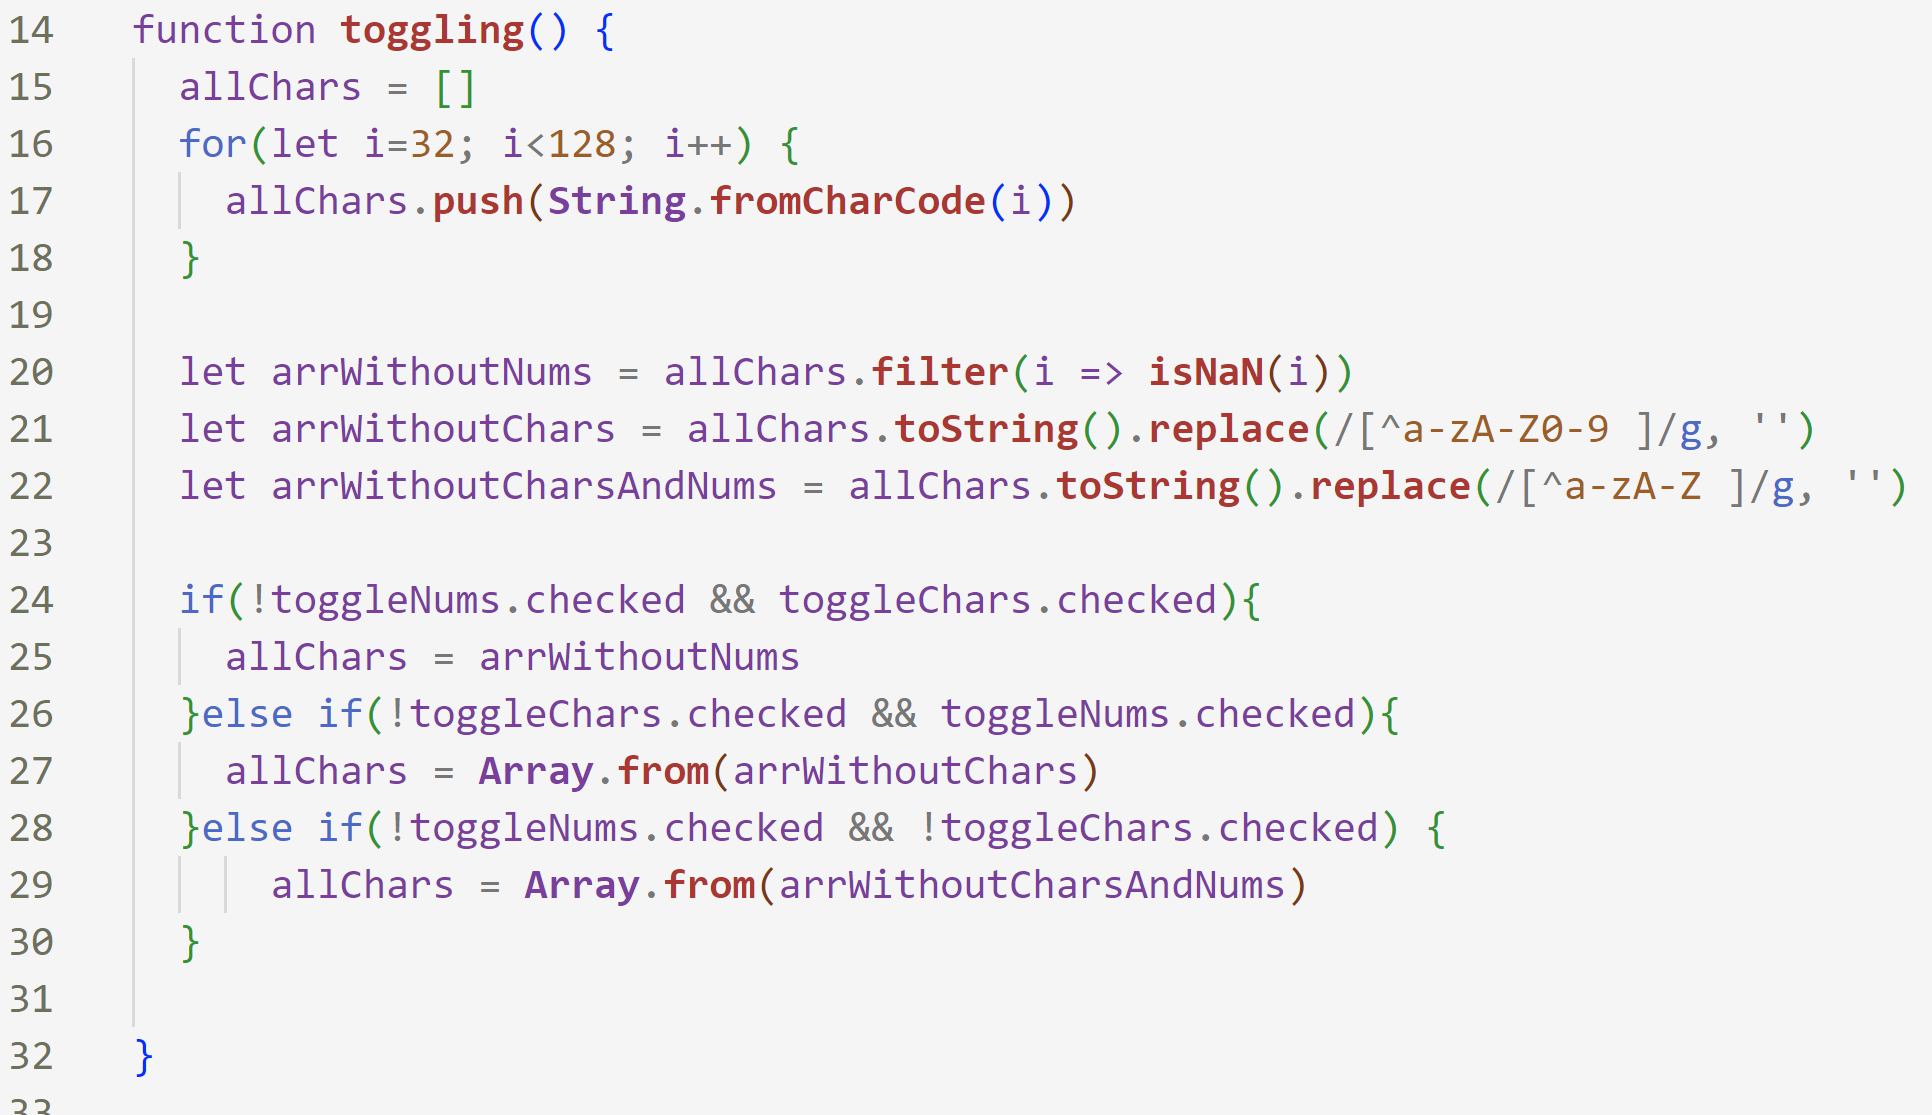 14 function toggling() {
15   allChars = []
16   for(let i=32; i<128; i++) {
17     allChars.push(String.fromCharCode(i))
18   }
19
20   let arrWithoutNums = allChars.filter(i => isNaN(i))
21   let arrWithoutChars = allChars.toString().replace(/[^a-zA-Z0-9 ]/g, '')
22   let arrWithoutCharsAndNums = allChars.toString().replace(/[^a-zA-Z ]/g, '')
23
24   if(!toggleNums.checked && toggleChars.checked){
25     allChars = arrWithoutNums
26   }else if(!toggleChars.checked && toggleNums.checked){
27     allChars = Array.from(arrWithoutChars)
28   }else if(!toggleNums.checked && !toggleChars.checked) {
29       allChars = Array.from(arrWithoutCharsAndNums)
30   }
31
32 }
33